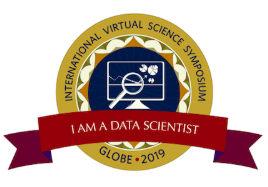 INTERNATIONAL VIRTUAL SCIENCE SYMPOSIUM
I AM A DATA SCIENTIST
GLOBE • 2019